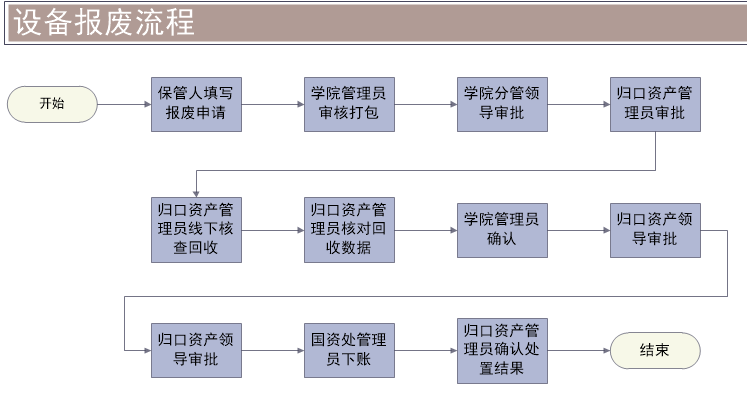 设备报废流程
开始
保管人填写
报废申请
学院管理员
审核打包
学院分管领
导审批
归口资产管
理员审批
归口资产管
理员线下核
查回收
归口资产管
理员核对回
收数据
学院管理员
确认
归口资产领
导审批
归口资产领
导审批
国资处管理
员下账
归口资产管
理员确认处
置结果
结束